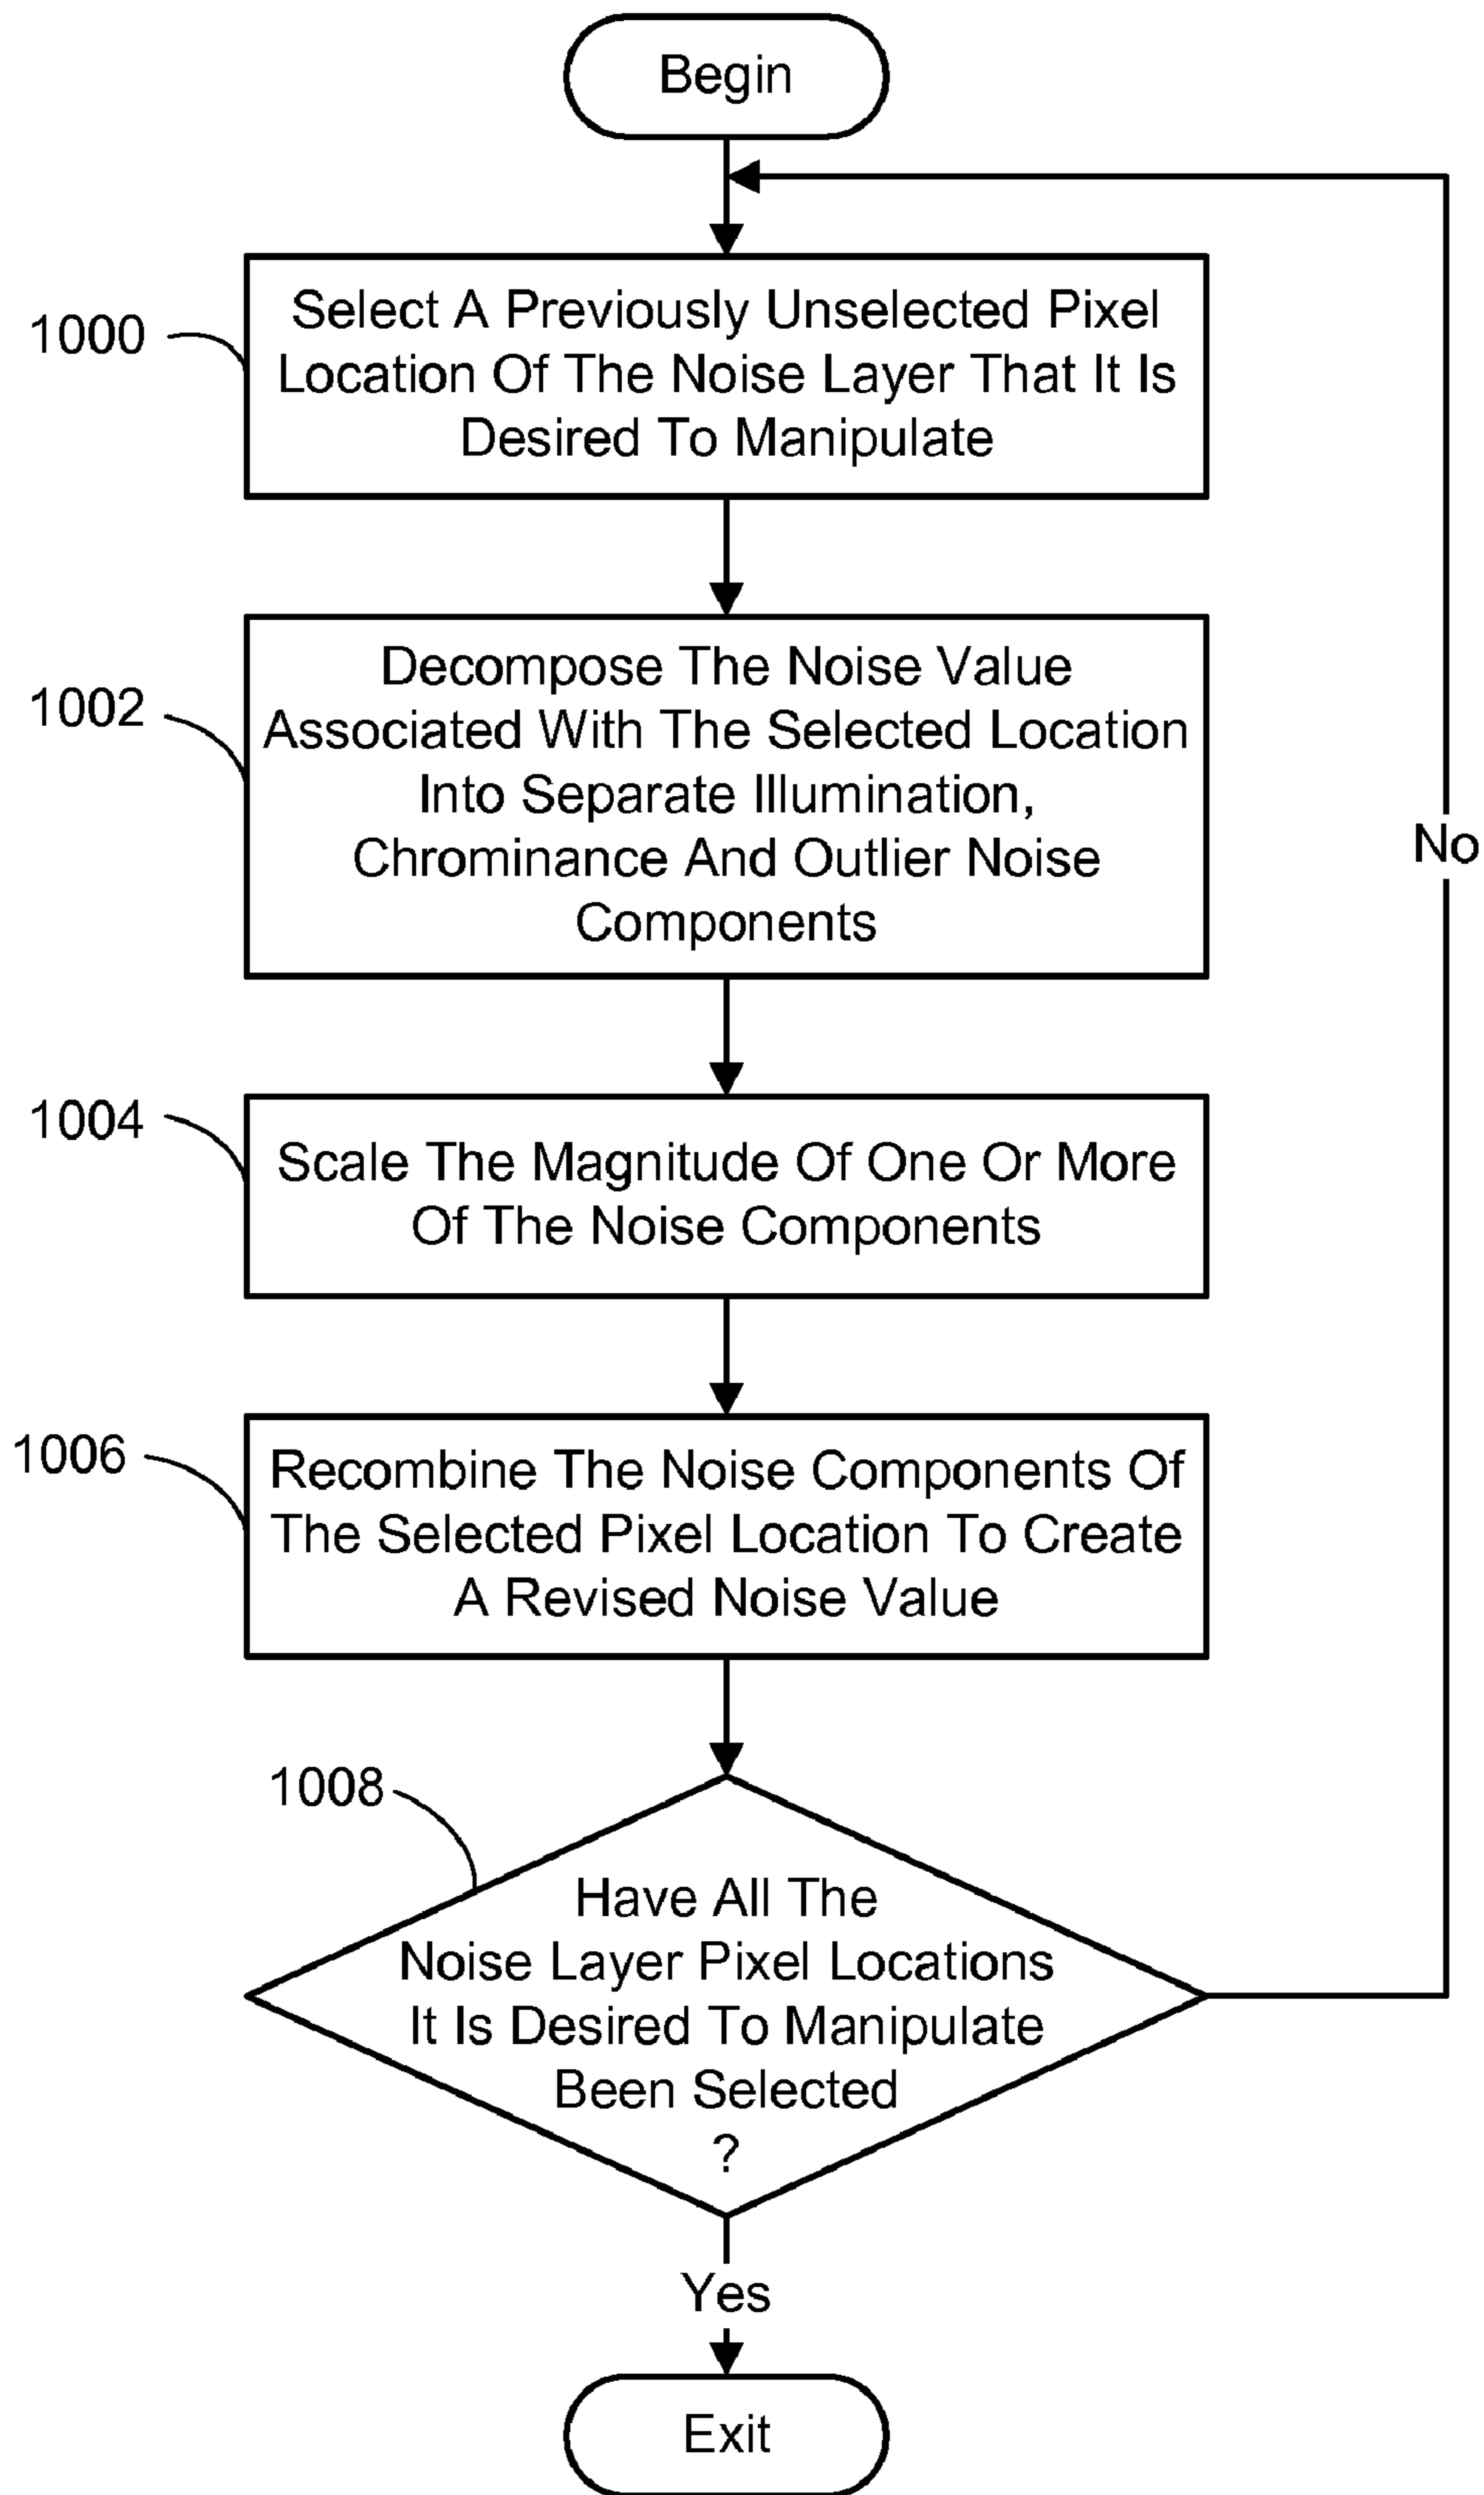 Begin
1000
Select A Previously Unselected Pixel
Location Of The Noise Layer That It Is
Desired To Manipulate
1002
Decompose The Noise Value
Associated With The Selected Location
Into Separate Illumination,
Chrominance And Outlier Noise
Components
No
1004
Scale The Magnitude Of One Or More
Of The Noise Components
1006
Recombine The Noise Components Of
The Selected Pixel Location To Create
A Revised Noise Value
1008
Have All The
Noise Layer Pixel Locations
It Is Desired To Manipulate
Been Selected
?
Yes
Exit